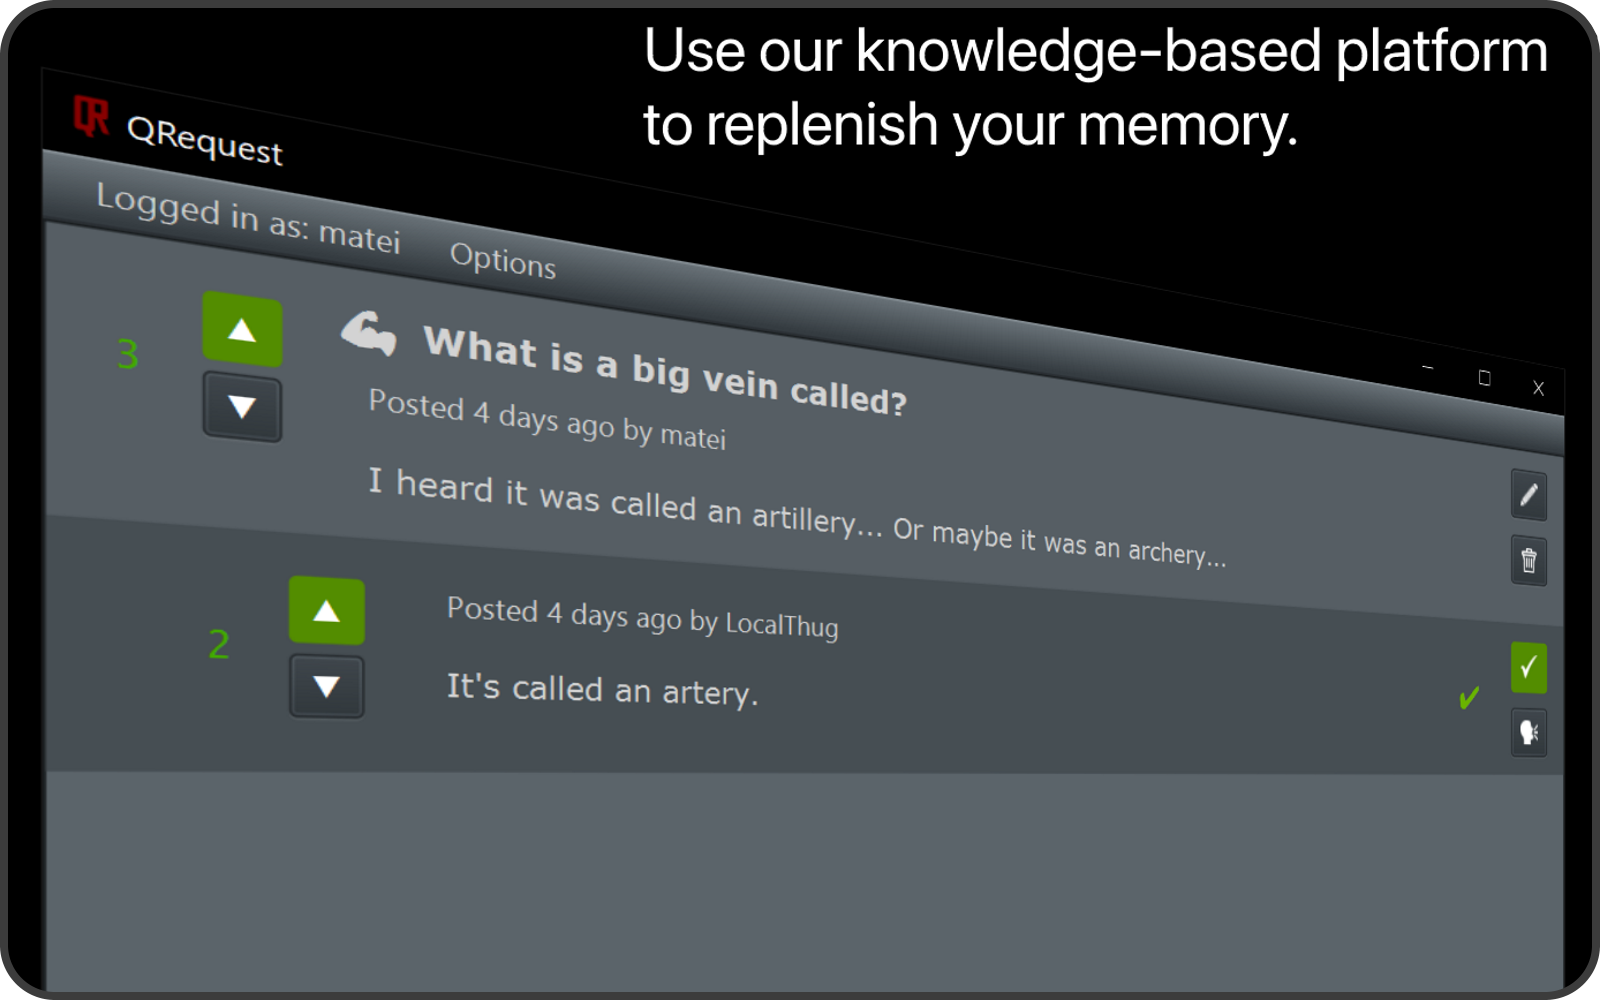 Use our knowledge-based platform
to replenish your memory.
QR QRequest
Logged in as: matei Options
3
What is a big vein called?
Posted 4 days ago by matei
I heard it was called an artillery... Or maybe it was an archery...
2
Posted 4 days ago by LocalThug
It's called an artery.